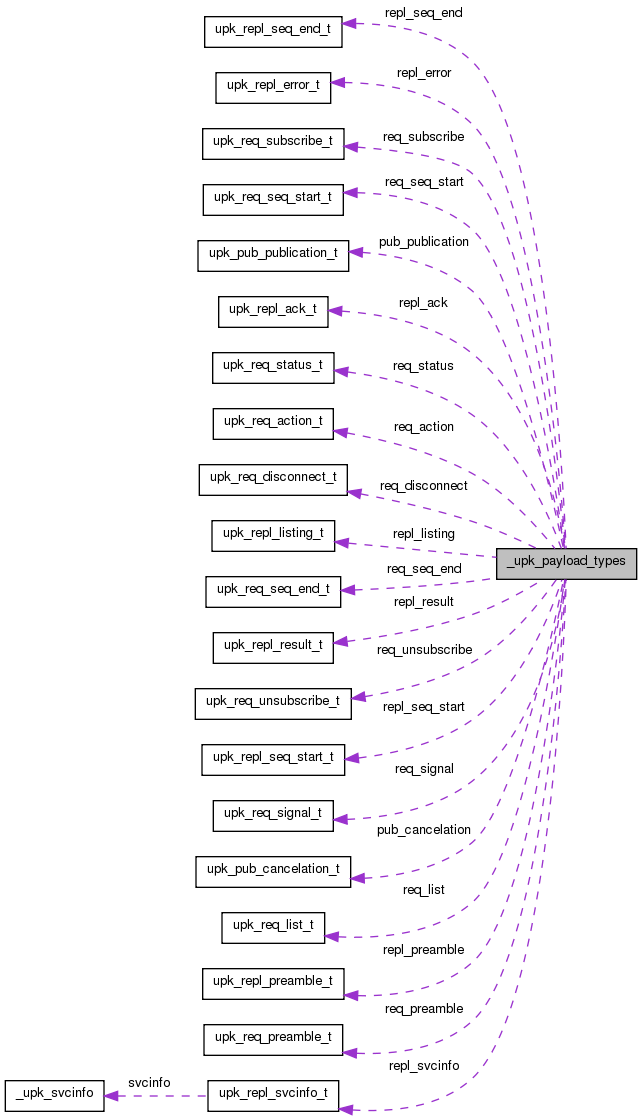 repl_seq_end
upk_repl_seq_end_t
repl_error
upk_repl_error_t
req_subscribe
upk_req_subscribe_t
req_seq_start
upk_req_seq_start_t
pub_publication
upk_pub_publication_t
repl_ack
upk_repl_ack_t
req_status
upk_req_status_t
req_action
upk_req_action_t
req_disconnect
upk_req_disconnect_t
repl_listing
upk_repl_listing_t
_upk_payload_types
req_seq_end
upk_req_seq_end_t
repl_result
upk_repl_result_t
req_unsubscribe
upk_req_unsubscribe_t
repl_seq_start
upk_repl_seq_start_t
req_signal
upk_req_signal_t
pub_cancelation
upk_pub_cancelation_t
req_list
upk_req_list_t
repl_preamble
upk_repl_preamble_t
req_preamble
upk_req_preamble_t
repl_svcinfo
_upk_svcinfo
svcinfo
upk_repl_svcinfo_t